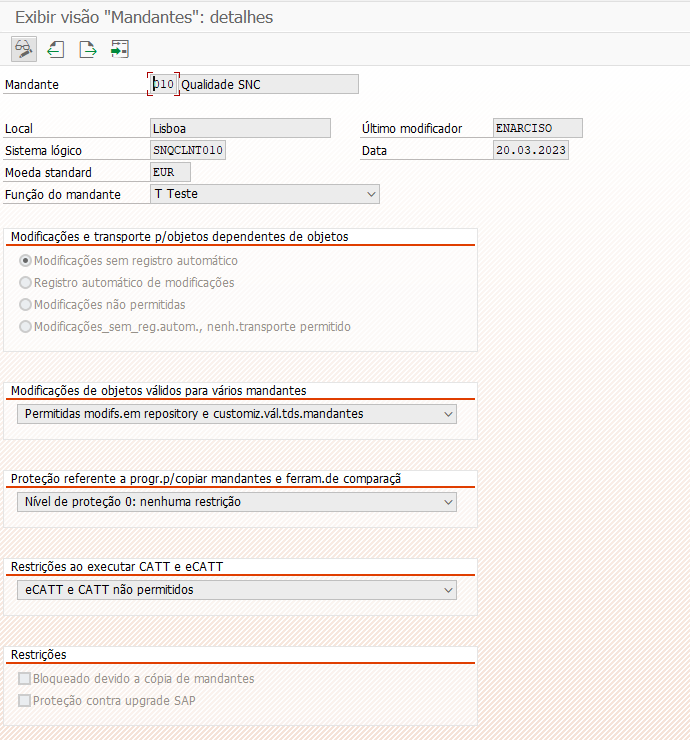 Exibir visão "Mandantes": detalhes
Mandante 010 Qualidade SNC
Local Lisboa Último modificador ENARCISO
Sistema lógico SNQCLNT010 Data 20.03.2023
Moeda standard EUR
Função do mandante T Teste
Modificações e transporte p/objetos dependentes de objetos
Modificações sem registro automático
Registro automático de modificações
Modificações não permitidas
Modificações_sem_reg.autom., nenh.transporte permitido
Modificações de objetos válidos para vários mandantes
Permitidas modifs.em repository e customiz.vál.tds.mandantes
Proteção referente a progr.p/copiar mandantes e ferram.de comparaçã
Nível de proteção 0: nenhuma restrição
Restrições ao executar CATT e eCATT
eCATT e CATT não permitidos
Restrições
Bloqueado devido a cópia de mandantes
Proteção contra upgrade SAP